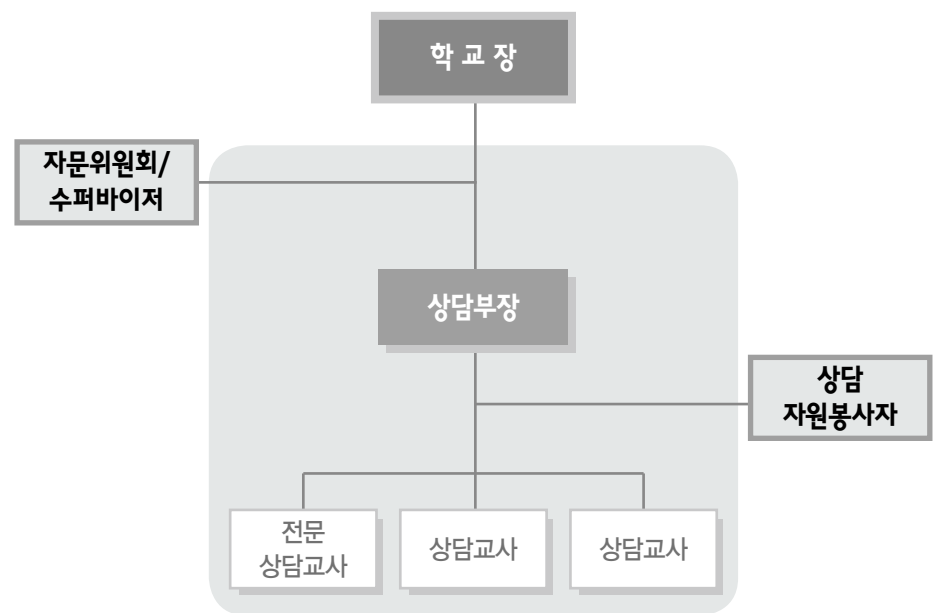 학 교 장
자문위원회/
수퍼바이저
상담부장
상담
자원봉사자
전문
상담교사
상담교사
상담교사